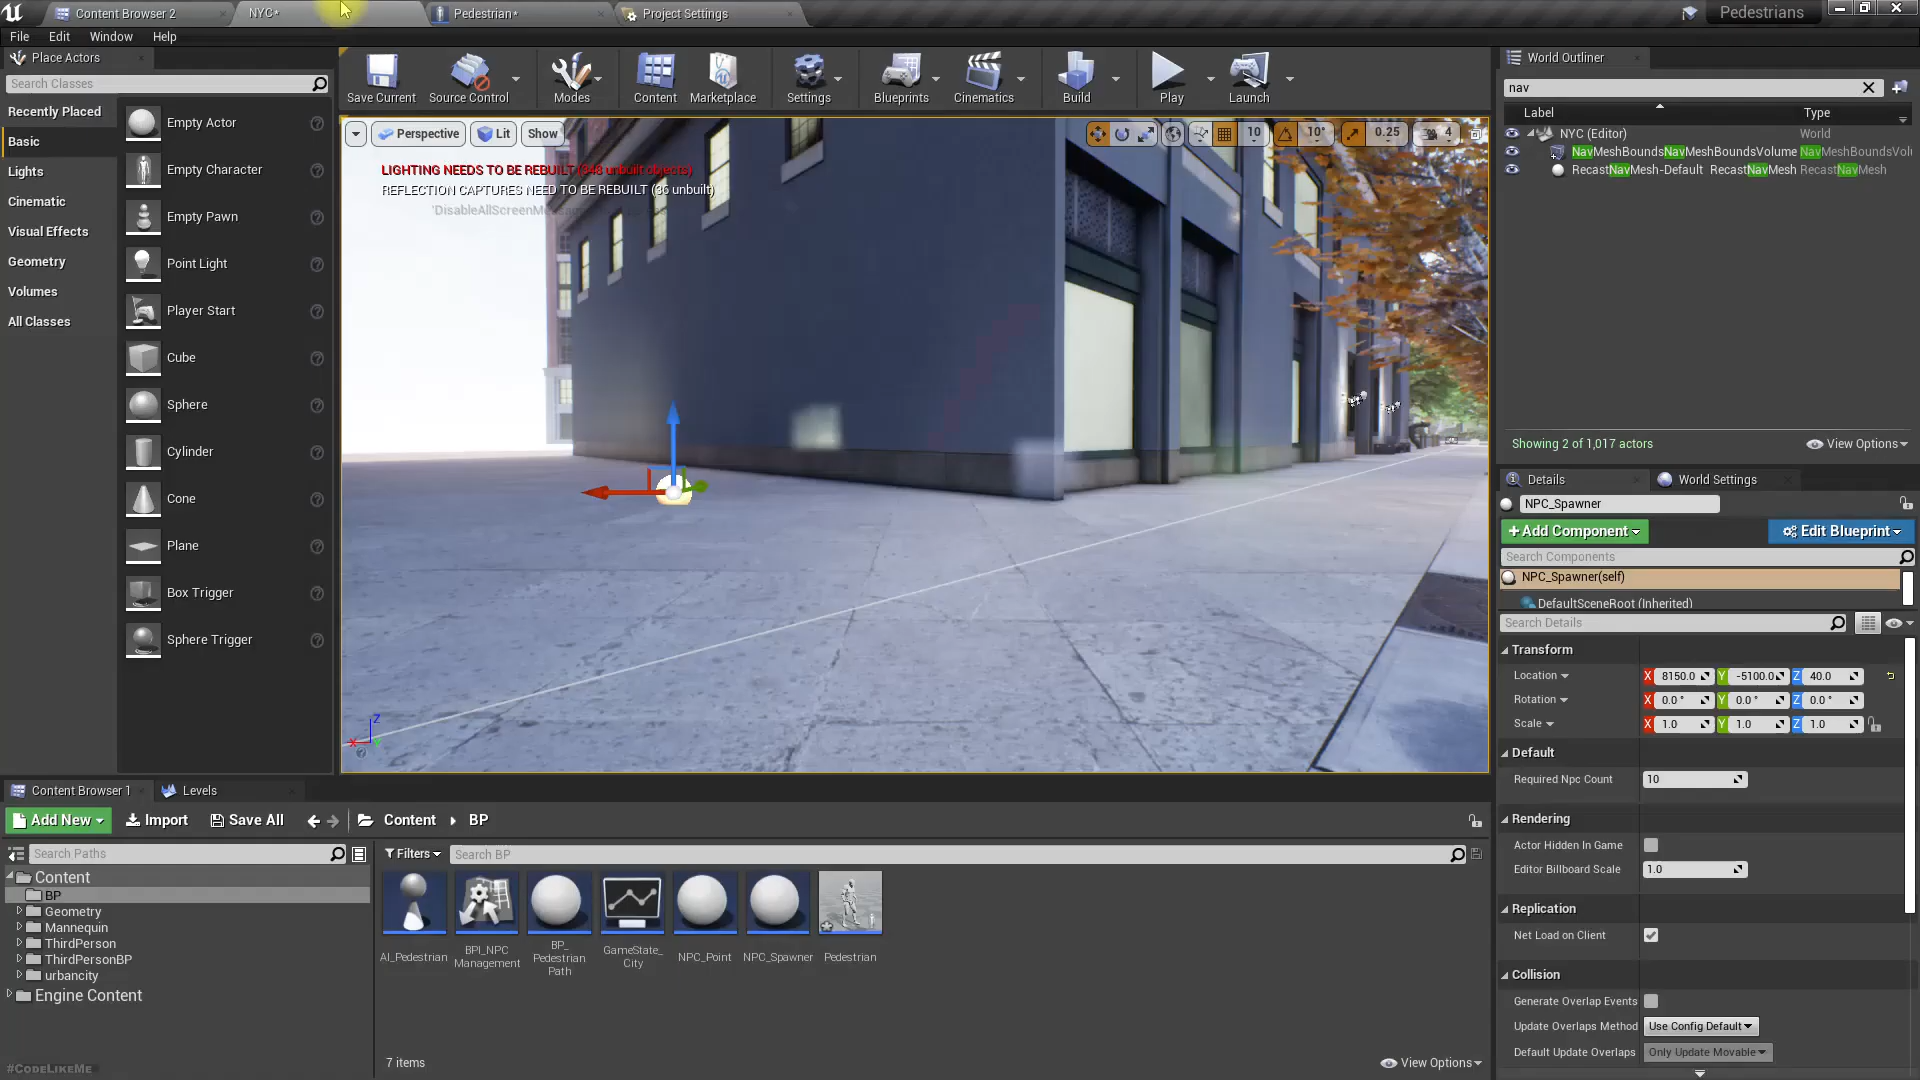 Content Browser 2
NYC*
Pedestrian*
Project Settings
Pedestrians
File Edit Window Help
Place Actors
Search Classes
Recently Placed
Basic
Lights
Cinematic
Visual Effects
Geometry
Volumes
All Classes
Empty Actor
Empty Character
Empty Pawn
Point Light
Player Start
Cube
Sphere
Cylinder
Cone
Plane
Box Trigger
Sphere Trigger
Save Current Source Control Modes Content Marketplace Settings Blueprints Cinematics Build Play Launch
Perspective Lit Show
10 10° 0.25 4
LIGHTING NEEDS TO BE REBUILT (348 unbuilt objects)
REFLECTION CAPTURES NEED TO BE REBUILT (36 unbuilt)
'DisableAllScreenMes
Z
X
World Outliner
nav
Label Type
NYC (Editor) World
NavMeshBoundsNavMeshBoundsVolume NavMeshBoundsVolu
RecastNavMesh-Default RecastNavMesh RecastNavMesh
Showing 2 of 1,017 actors
View Options
Details World Settings
NPC_Spawner
+Add Component Edit Blueprint
Search Components
NPC_Spawner(self)
DefaultSceneRoot (Inherited)
Search Details
Transform
Location X 8150.0 Y -5100.0 Z 40.0
Rotation X 0.0 ° Y 0.0 ° Z 0.0 °
Scale X 1.0 Y 1.0 Z 1.0
Default
Required Npc Count 10
Rendering
Actor Hidden In Game
Editor Billboard Scale 1.0
Replication
Net Load on Client
Collision
Generate Overlap Events
Update Overlaps Method Use Config Default
Default Update Overlaps Only Update Movable
Content Browser 1 Levels
Add New Import Save All Content BP
Search Paths
Filters Search BP
Content
BP
Geometry
Mannequin
ThirdPerson
ThirdPersonBP
urbancity
Engine Content
AI_Pedestrian
BPI_NPC
Management
BP_
Pedestrian
Path
GameState_
City
NPC_Point
NPC_Spawner
Pedestrian
7 items
View Options
#CODELIKEME